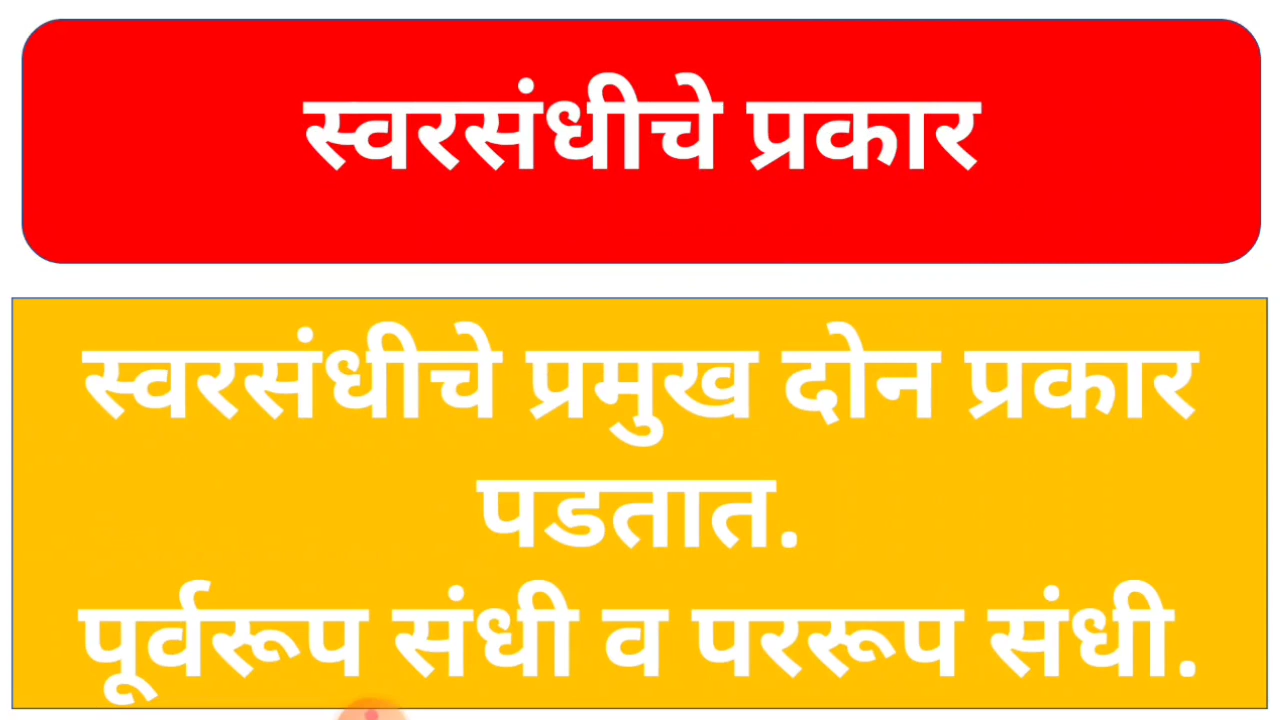 स्वरसंधीचे प्रकार
स्वरसंधीचे प्रमुख दोन प्रकार
पडतात.
पूर्वरूप संधी व पररूप संधी.